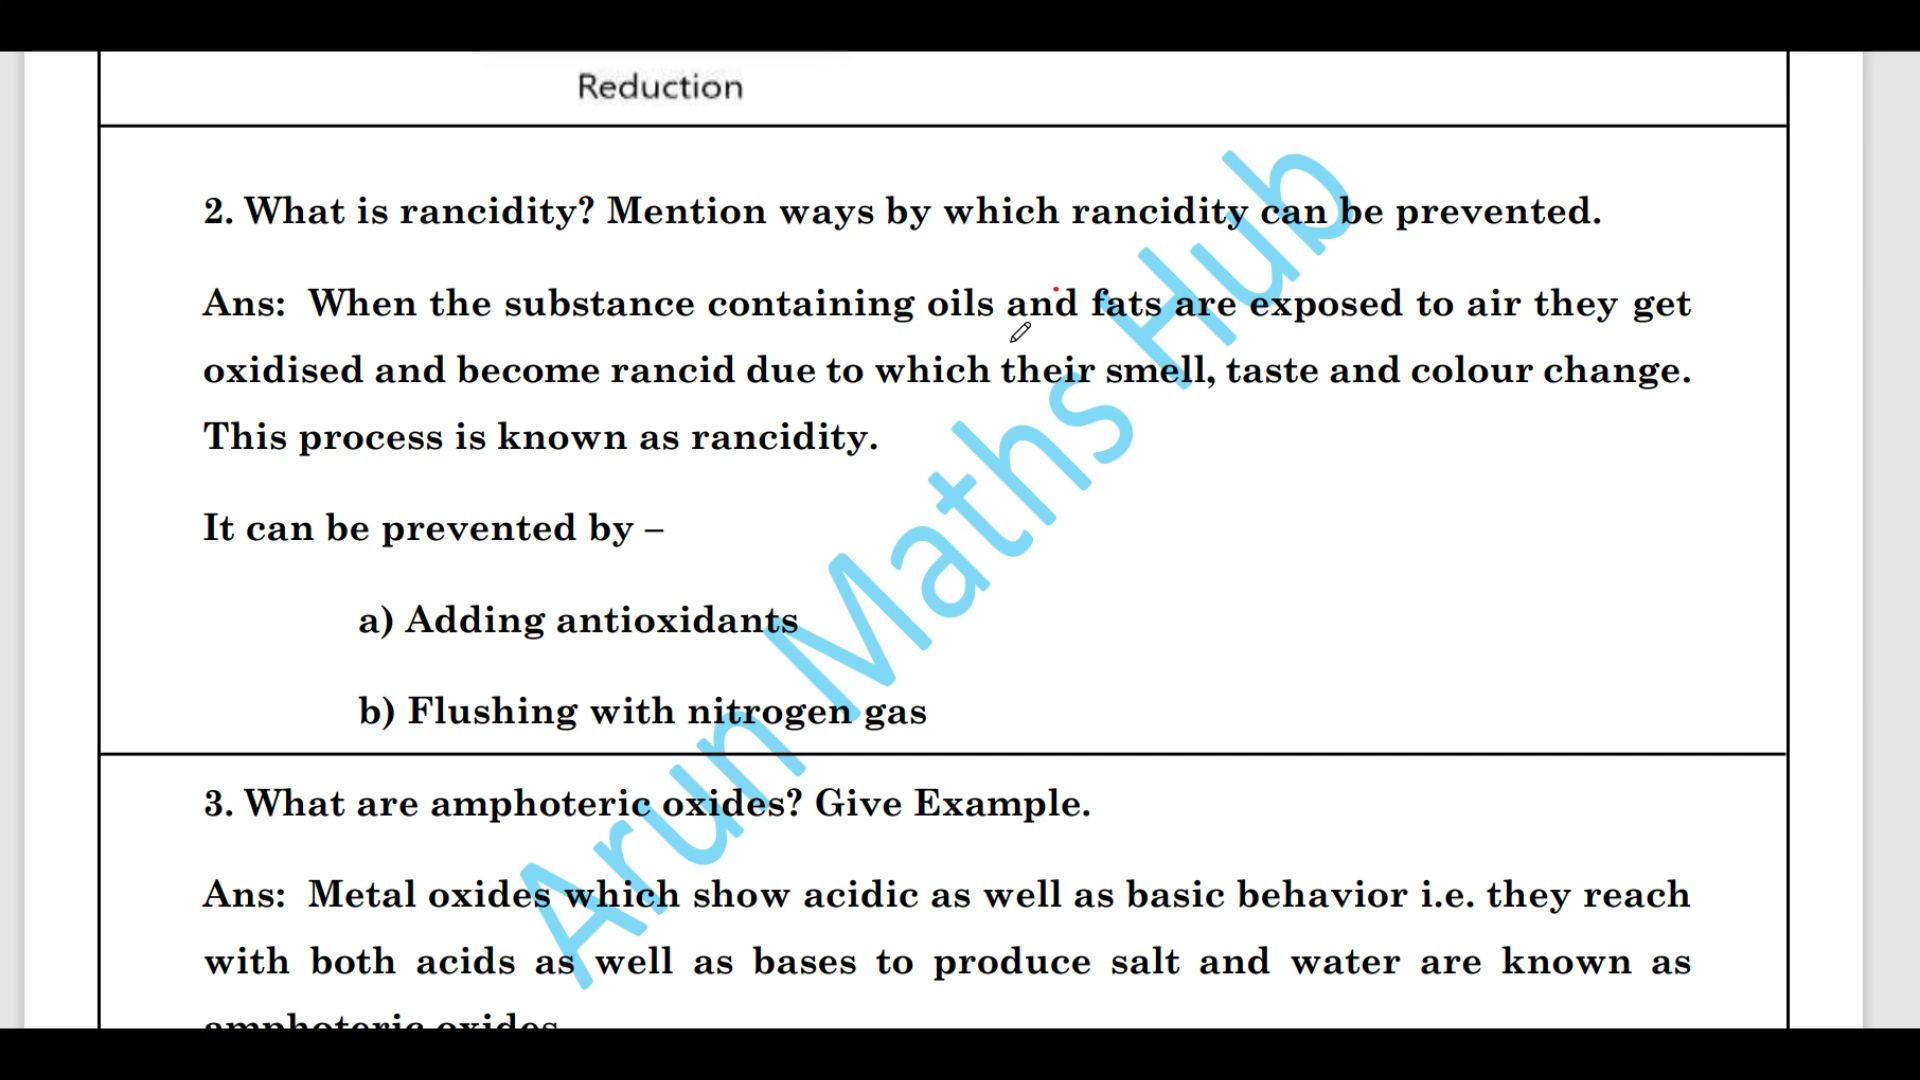 Reduction
2. What is rancidity? Mention ways by which rancidity can be prevented.
Ans: When the substance containing oils and fats are exposed to air they get
oxidised and become rancid due to which their smell, taste and colour change.
This process is known as rancidity.
It can be prevented by –
a) Adding antioxidants
b) Flushing with nitrogen gas
3. What are amphoteric oxides? Give Example.
Ans: Metal oxides which show acidic as well as basic behavior i.e. they reach
with both acids as well as bases to produce salt and water are known as
amphoteric oxides
Arun Maths Hub